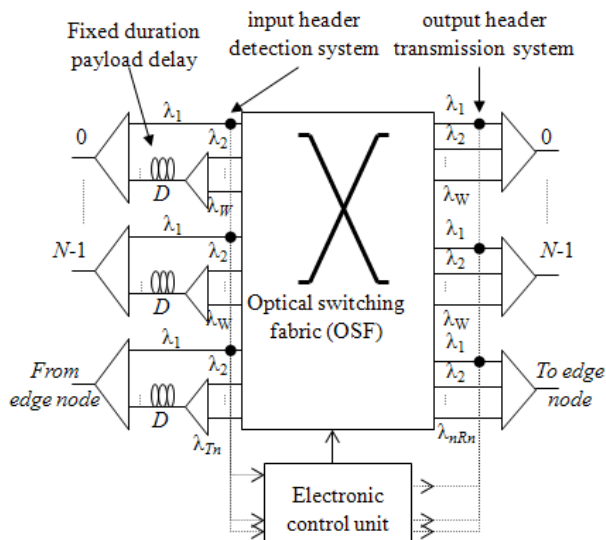 Fixed duration
payload delay
input header
detection system
output header
transmission system
0
λ1
λ2
D
λW
λ1
λ2
λW
0
N-1
λ1
λ2
D
λW
Optical switching
fabric (OSF)
λ1
λ2
λW
N-1
From
edge node
λ1
λ2
D
λTn
λ1
λ2
λnRn
To edge
node
Electronic
control unit